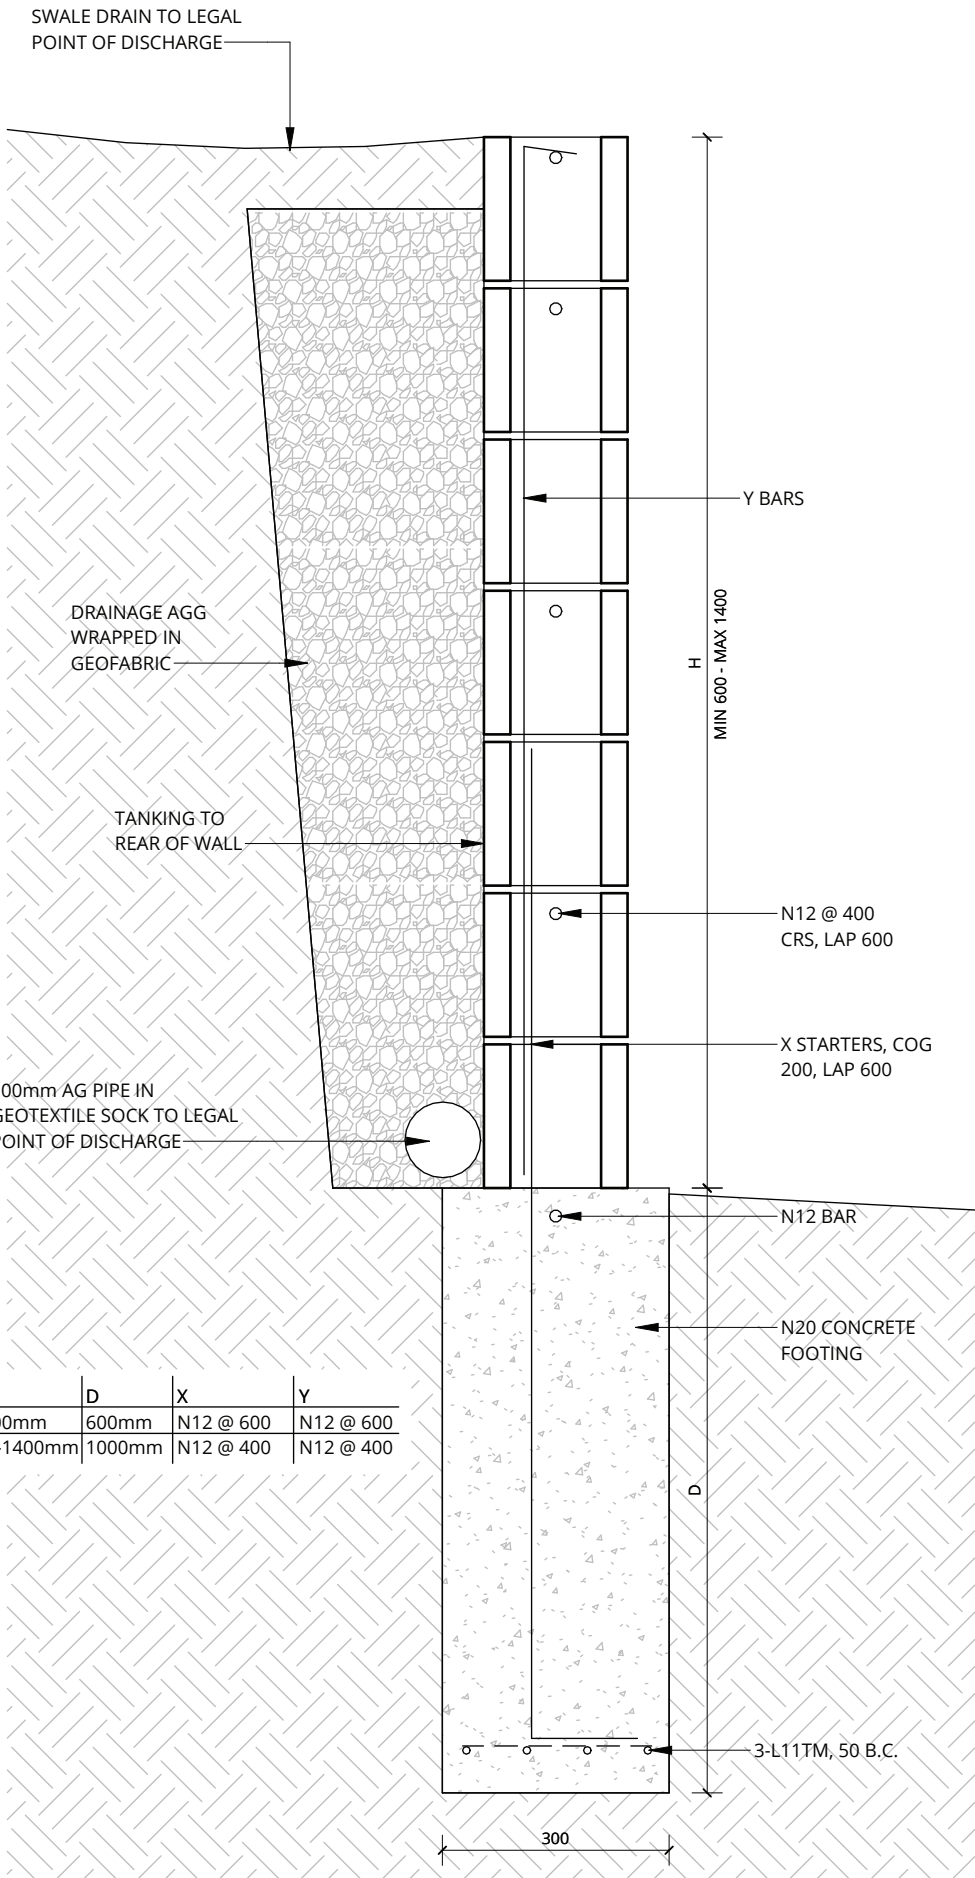 SWALE DRAIN TO LEGAL
POINT OF DISCHARGE
Y BARS
DRAINAGE AGG
WRAPPED IN
GEOFABRIC
H
MIN 600 - MAX 1400
TANKING TO
REAR OF WALL
N12 @ 400
CRS, LAP 600
X STARTERS, COG
200, LAP 600
00mm AG PIPE IN
GEOTEXTILE SOCK TO LEGAL
POINT OF DISCHARGE
N12 BAR
N20 CONCRETE
FOOTING
D X Y
0mm 600mm N12 @ 600 N12 @ 600
-1400mm 1000mm N12 @ 400 N12 @ 400
D
3-L11TM, 50 B.C.
300